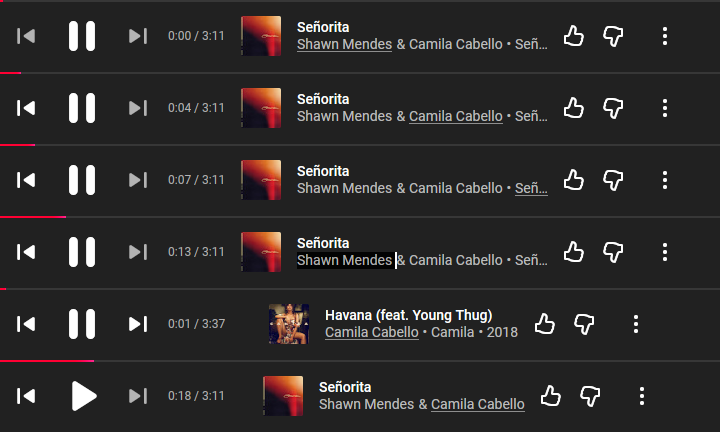 0:00 / 3:11
Señorita
Shawn Mendes & Camila Cabello • Señ...
0:04 / 3:11
Señorita
Shawn Mendes & Camila Cabello • Señ...
0:07 / 3:11
Señorita
Shawn Mendes & Camila Cabello • Señ...
0:13 / 3:11
Señorita
Shawn Mendes & Camila Cabello • Señ...
0:01 / 3:37
Havana (feat. Young Thug)
Camila Cabello • Camila • 2018
0:18 / 3:11
Señorita
Shawn Mendes & Camila Cabello